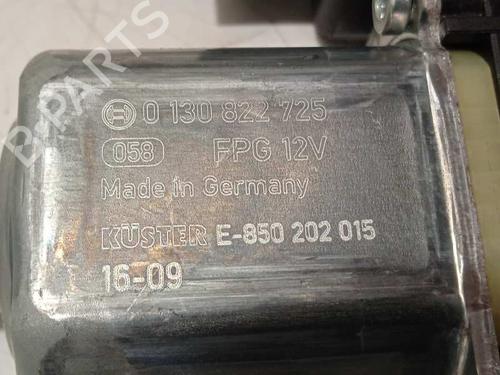 0 130 822 725
058 FPG 12V
Made in Germany
KÜSTER E-850 202 015
16-09
B-Parts